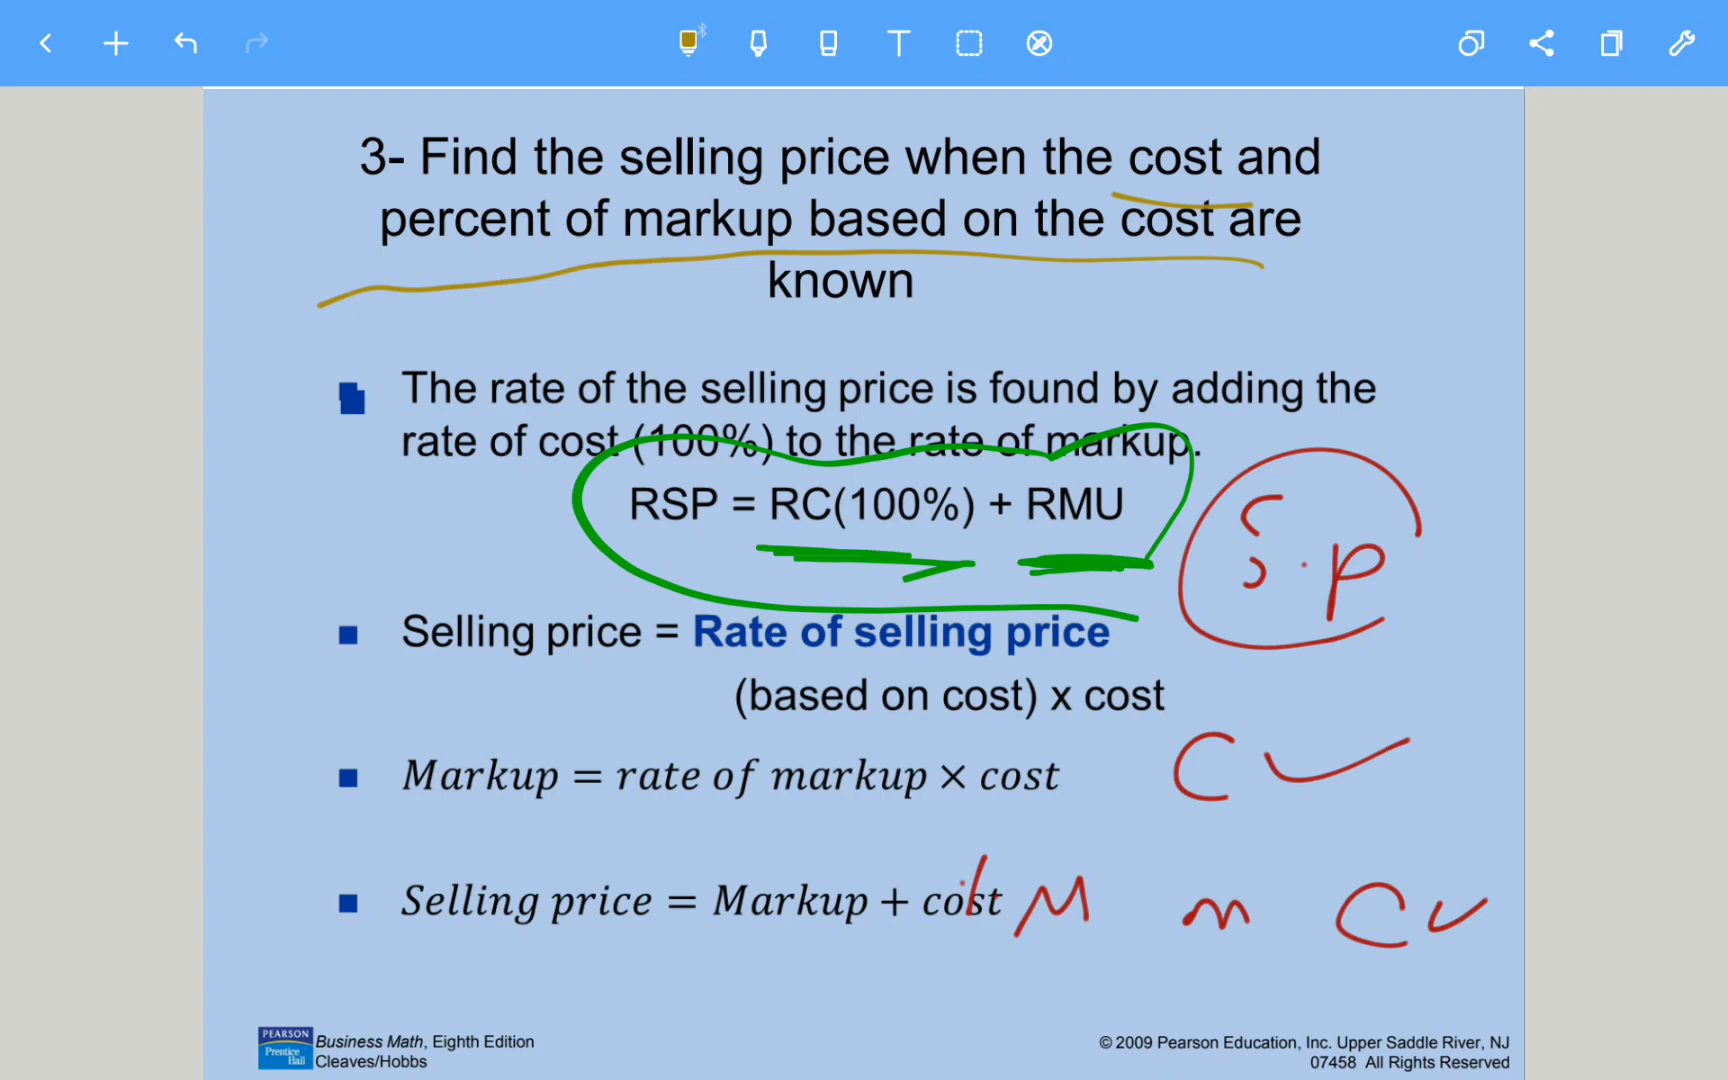 3- Find the selling price when the cost and
percent of markup based on the cost are
known
The rate of the selling price is found by adding the
rate of cost (100%) to the rate of markup.
RSP = RC(100%) + RMU
S.P
Selling price = Rate of selling price
(based on cost) x cost
Markup = rate of markup × cost
C
Selling price = Markup + cost
M m C
PEARSON
Prentice
Hall
Business Math, Eighth Edition
Cleaves/Hobbs
© 2009 Pearson Education, Inc. Upper Saddle River, NJ
07458 All Rights Reserved